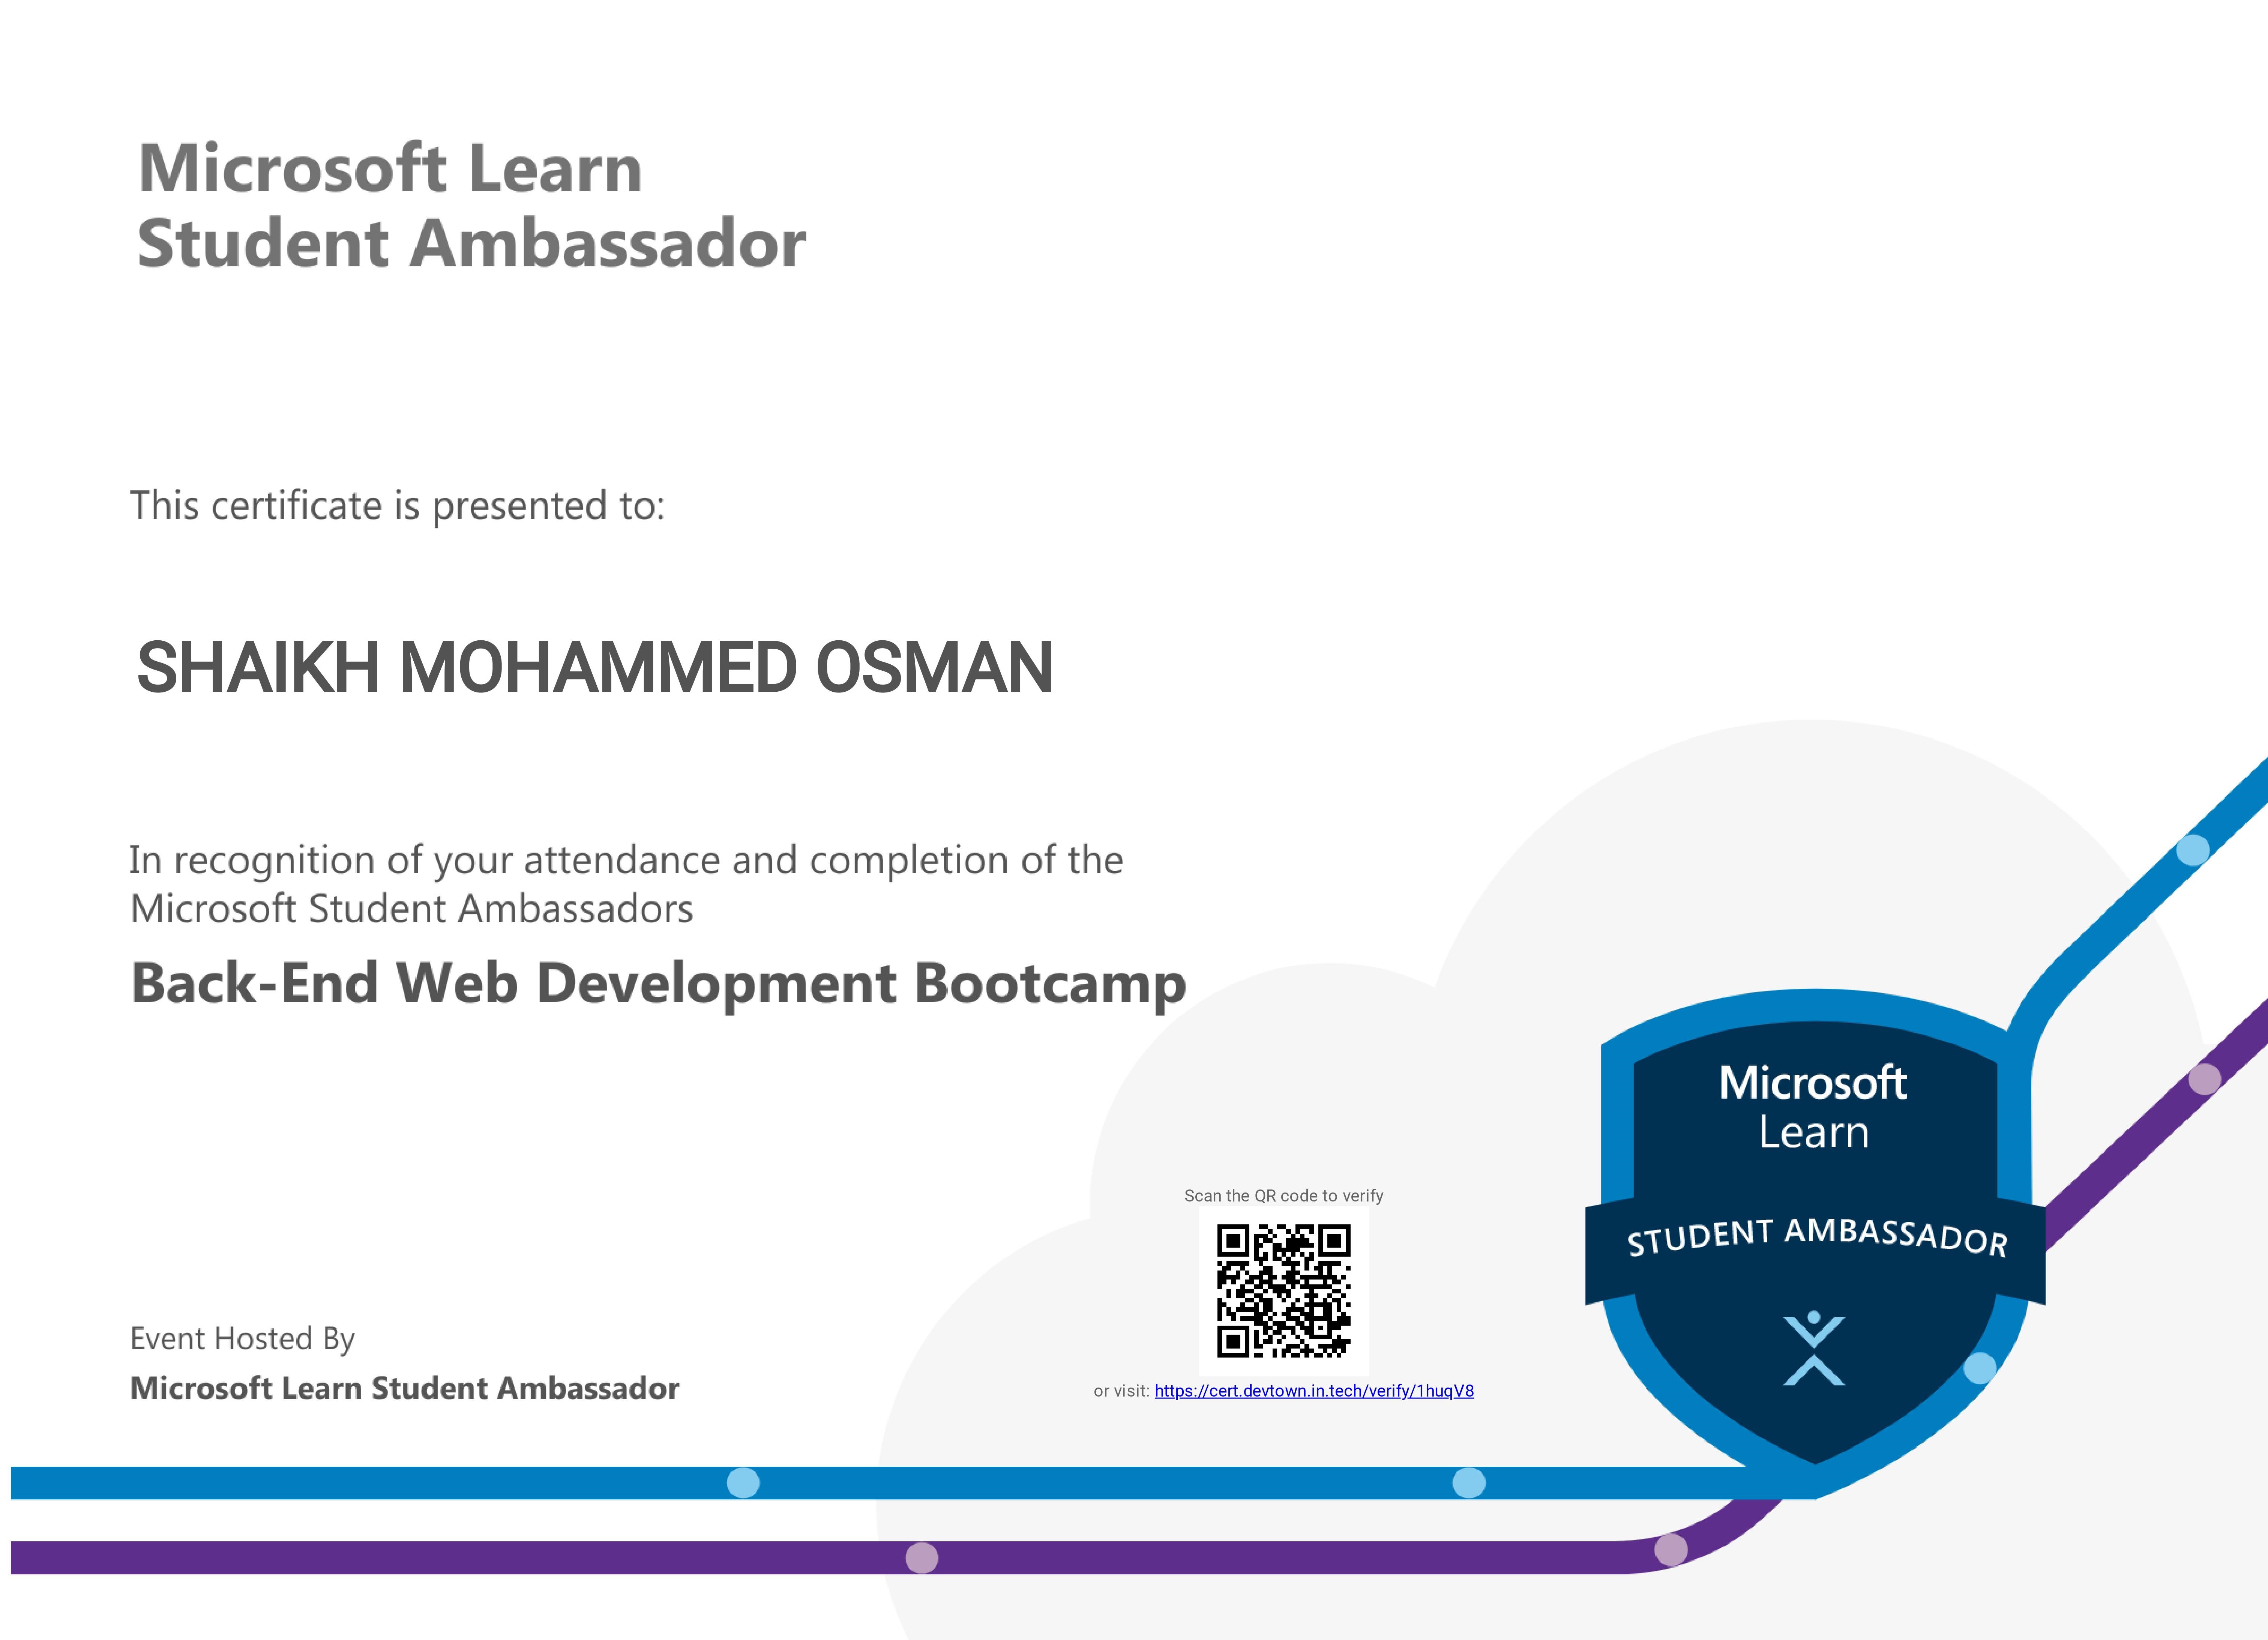 Microsoft Learn
Student Ambassador
This certificate is presented to:
SHAIKH MOHAMMED OSMAN
In recognition of your attendance and completion of the
Microsoft Student Ambassadors
Back-End Web Development Bootcamp
Microsoft
Learn
STUDENT AMBASSADOR
Scan the QR code to verify
or visit: https://cert.devtown.in.tech/verify/1huqV8
Event Hosted By
Microsoft Learn Student Ambassador